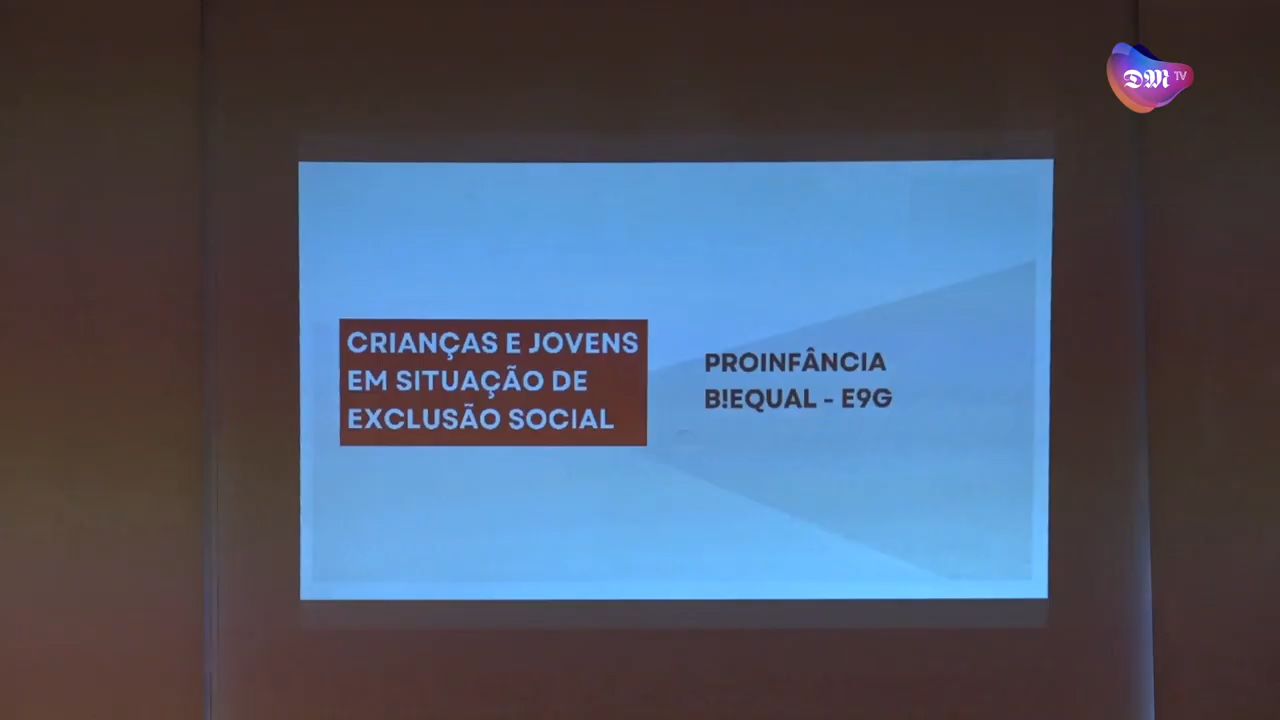 DM TV
CRIANÇAS E JOVENS
EM SITUAÇÃO DE
EXCLUSÃO SOCIAL
PROINFÂNCIA
B!EQUAL - E9G